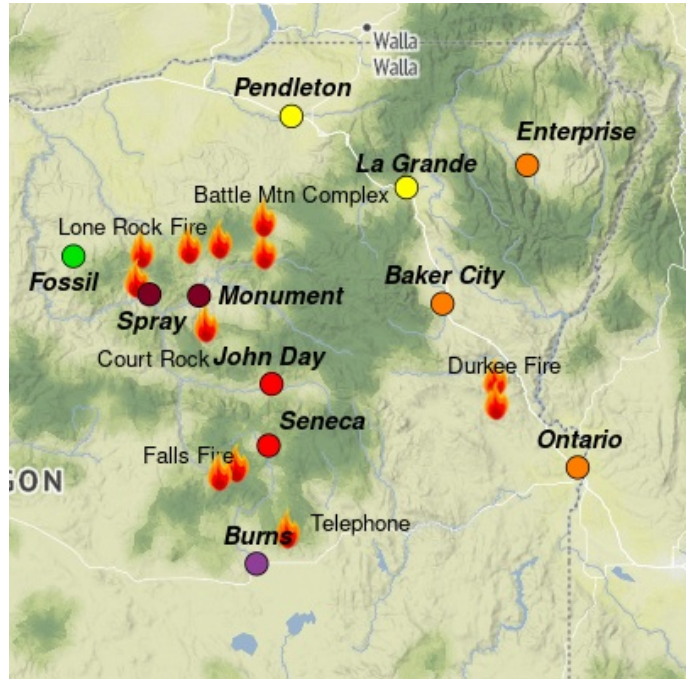 Walla
Walla
Pendleton
Enterprise
La Grande
Battle Mtn Complex
Lone Rock Fire
Fossil
Baker City
Monument
Spray
Court Rock
John Day
Durkee Fire
Seneca
Ontario
Falls Fire
GON
Telephone
Burns